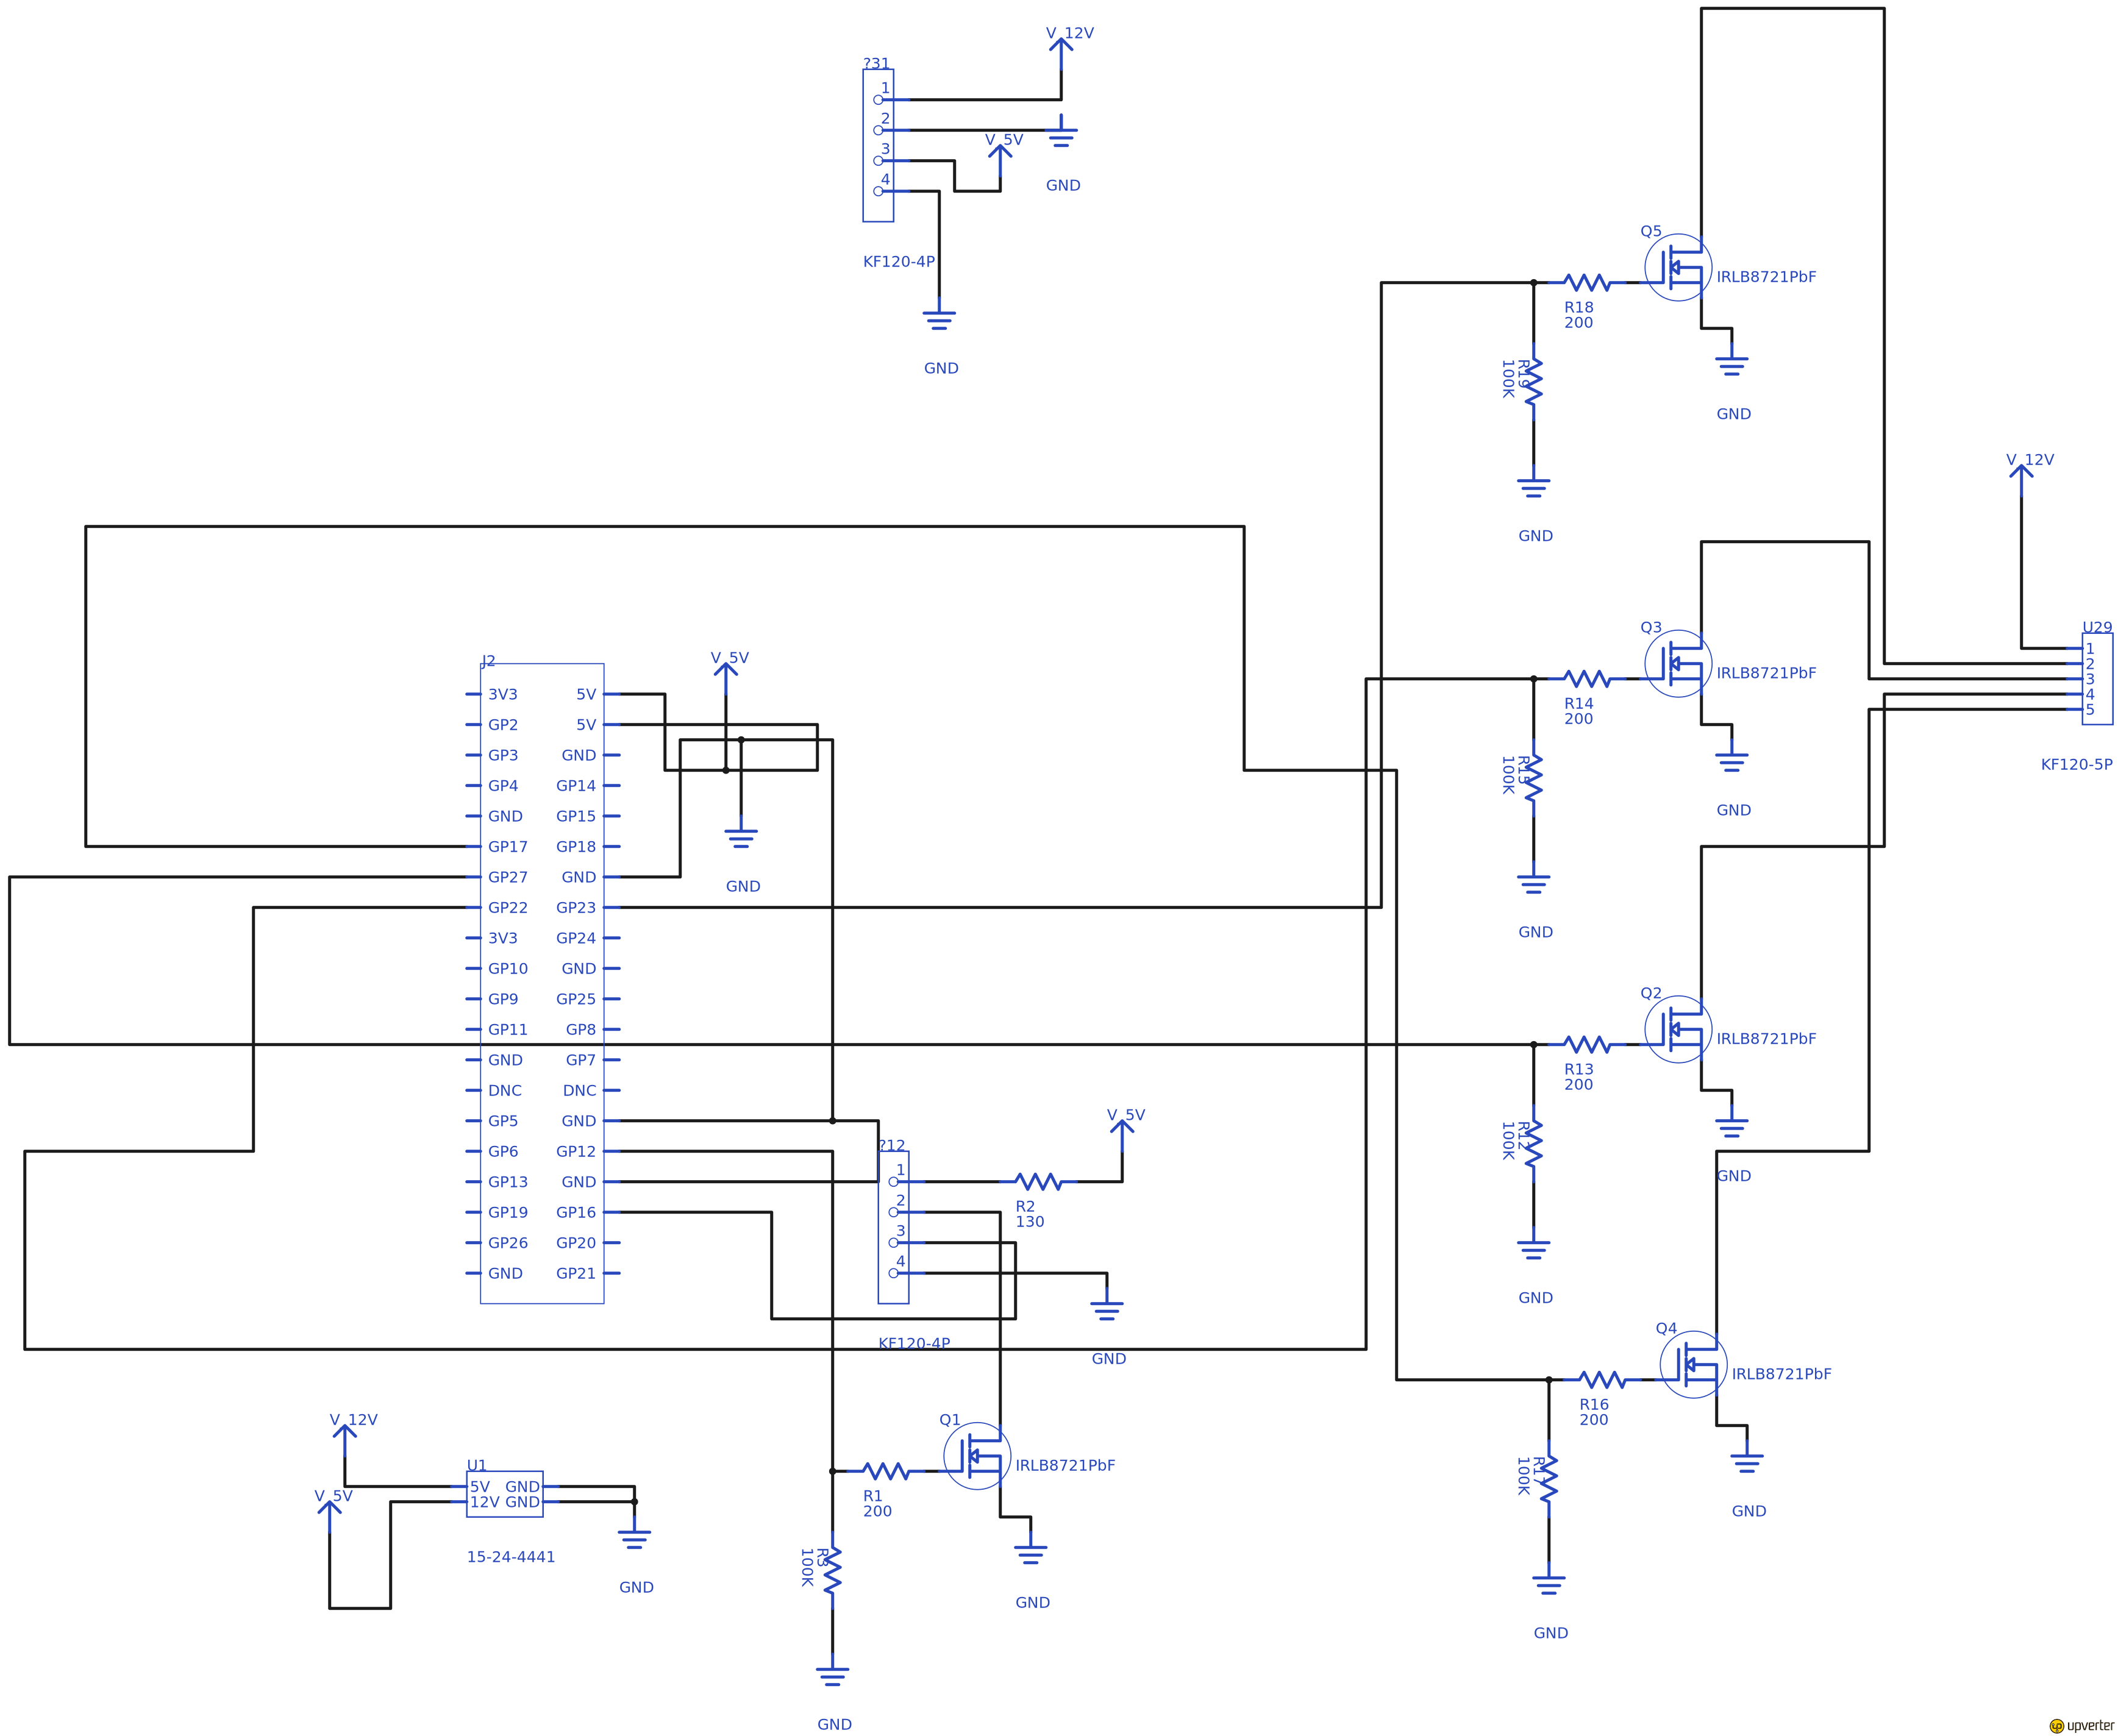 V_12V
?31
1
2
3
4
V_5V
GND
KF120-4P
GND
Q5
IRLB8721PbF
R18
200
R19
100K
GND
GND
V_12V
U29
1
2
3
4
5
KF120-5P
Q3
IRLB8721PbF
R14
200
R15
100K
GND
GND
J2
3V3 5V
GP2 5V
GP3 GND
GP4 GP14
GND GP15
GP17 GP18
GP27 GND
GP22 GP23
3V3 GP24
GP10 GND
GP9 GP25
GP11 GP8
GND GP7
DNC DNC
GP5 GND
GP6 GP12
GP13 GND
GP19 GP16
GP26 GP20
GND GP21
V_5V
GND
Q2
IRLB8721PbF
R13
200
R12
100K
GND
GND
?12
1
2
3
4
KF120-4P
V_5V
R2
130
GND
Q4
IRLB8721PbF
R16
200
R17
100K
GND
GND
V_12V
V_5V
U1
5V GND
12V GND
15-24-4441
GND
Q1
IRLB8721PbF
R1
200
R3
100K
GND
GND
upverter